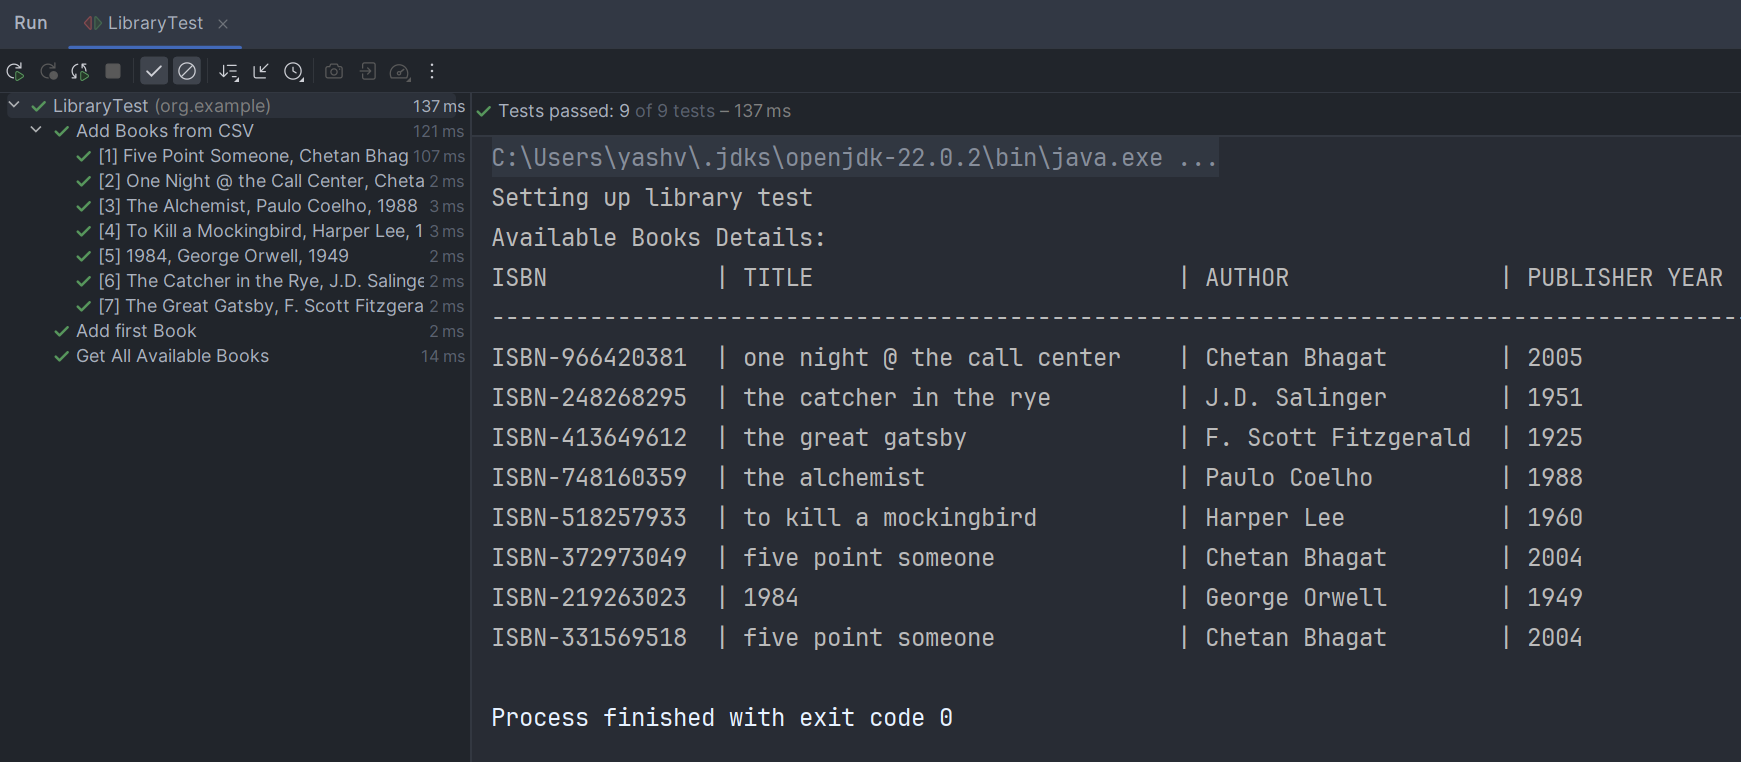 Run LibraryTest
LibraryTest (org.example) 137 ms
Add Books from CSV 121 ms
[1] Five Point Someone, Chetan Bhag 107 ms
[2] One Night @ the Call Center, Cheta 2 ms
[3] The Alchemist, Paulo Coelho, 1988 3 ms
[4] To Kill a Mockingbird, Harper Lee, 1 3 ms
[5] 1984, George Orwell, 1949 2 ms
[6] The Catcher in the Rye, J.D. Salinge 2 ms
[7] The Great Gatsby, F. Scott Fitzgera 2 ms
Add first Book 2 ms
Get All Available Books 14 ms
Tests passed: 9 of 9 tests – 137 ms
C:\Users\yashv\.jdks\openjdk-22.0.2\bin\java.exe ...
Setting up library test
Available Books Details:
ISBN | TITLE | AUTHOR | PUBLISHER YEAR
-----------------------------------------------------------------------------------------
ISBN-966420381 | one night @ the call center | Chetan Bhagat | 2005
ISBN-248268295 | the catcher in the rye | J.D. Salinger | 1951
ISBN-413649612 | the great gatsby | F. Scott Fitzgerald | 1925
ISBN-748160359 | the alchemist | Paulo Coelho | 1988
ISBN-518257933 | to kill a mockingbird | Harper Lee | 1960
ISBN-372973049 | five point someone | Chetan Bhagat | 2004
ISBN-219263023 | 1984 | George Orwell | 1949
ISBN-331569518 | five point someone | Chetan Bhagat | 2004
Process finished with exit code 0